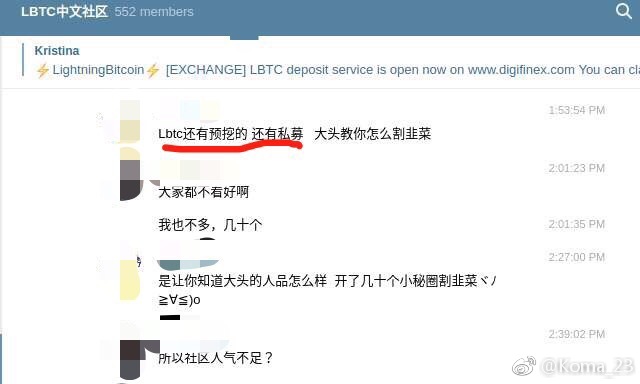 LBTC中文社区 552 members
Kristina
⚡LightningBitcoin⚡ [EXCHANGE] LBTC deposit service is open now on www.digifinex.com You can cla
1:53:54 PM
Lbtc还有预挖的 还有私募 大头教你怎么割韭菜
2:01:23 PM
大家都不看好啊
我也不多，几十个 2:01:35 PM
2:27:00 PM
是让你知道大头的人品怎么样 开了几十个小秘圈割韭菜ヾﾉ
≧∀≦)o
2:39:02 PM
所以社区人气不足？
@Koma_23